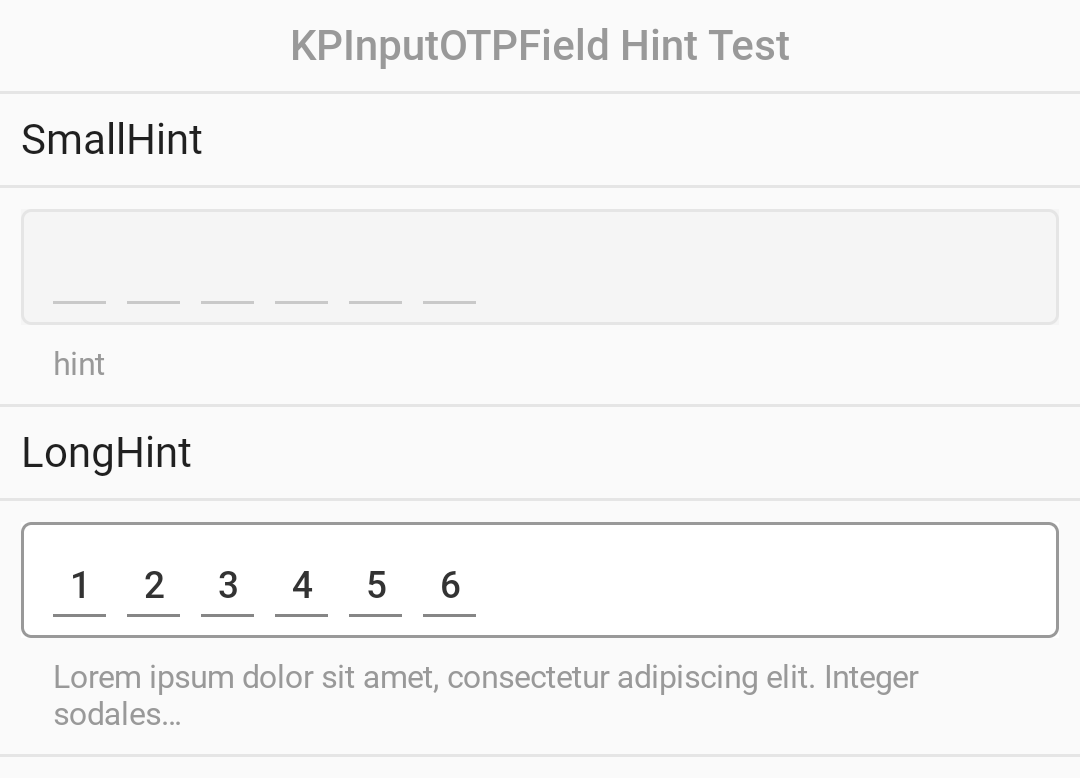 KPInputOTPField Hint Test
SmallHint
hint
LongHint
1 2 3 4 5 6
Lorem ipsum dolor sit amet, consectetur adipiscing elit. Integer
sodales…